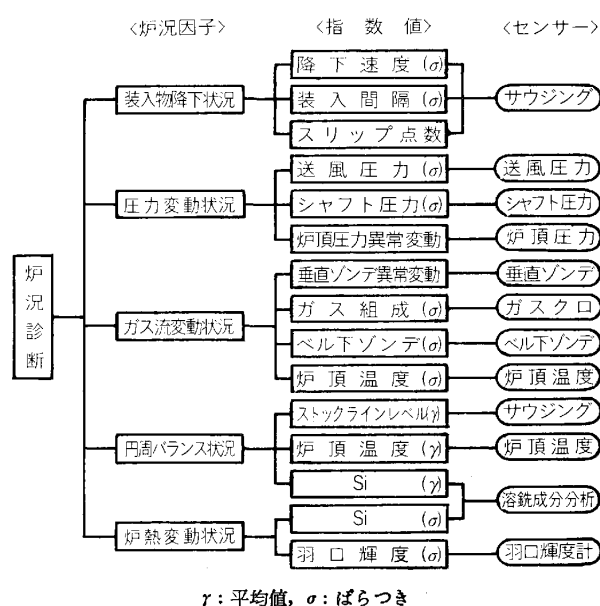 〈炉況因子〉 〈指数値〉 〈センサー〉
降下速度(σ)
装入物降下状況 装入間隔(σ) サウジング
スリップ点数
送風圧力(σ) 送風圧力
圧力変動状況 シャフト圧力(σ) シャフト圧力
炉頂圧力異常変動 炉頂圧力
垂直ゾンデ異常変動 垂直ゾンデ
炉況診断
ガス流変動状況 ガス組成(σ) ガスクロ
ベル下ゾンデ(σ) ベル下ゾンデ
炉頂温度(σ) 炉頂温度
ストックラインレベル(γ) サウジング
円周バランス状況 炉頂温度(γ) 炉頂温度
Si (γ)
溶銑成分分析
Si (σ)
炉熱変動状況
羽口輝度(σ) 羽口輝度計
γ:平均値,σ:ばらつき